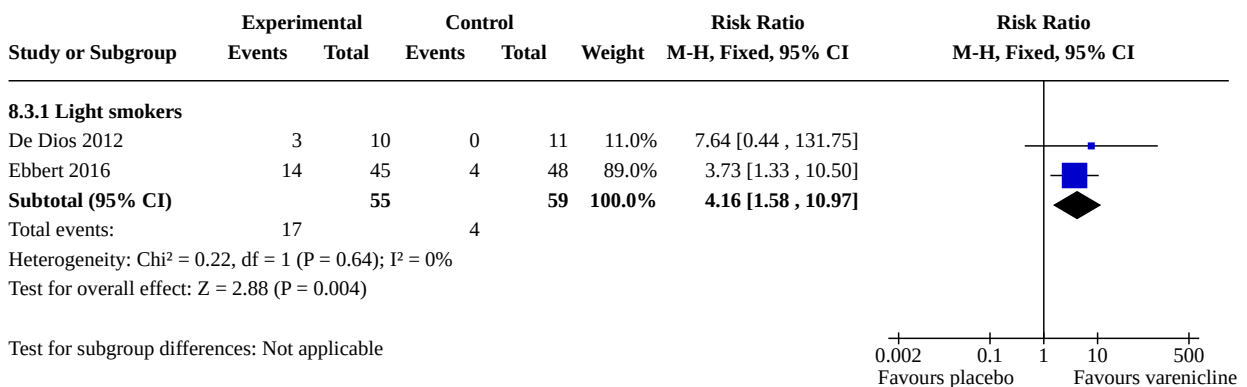 Experimental Control Risk Ratio Risk Ratio
Study or Subgroup Events Total Events Total Weight M-H, Fixed, 95% CI M-H, Fixed, 95% CI
8.3.1 Light smokers
De Dios 2012 3 10 0 11 11.0% 7.64 [0.44 , 131.75]
Ebbert 2016 14 45 4 48 89.0% 3.73 [1.33 , 10.50]
Subtotal (95% CI) 55 59 100.0% 4.16 [1.58 , 10.97]
Total events: 17 4
Heterogeneity: Chi² = 0.22, df = 1 (P = 0.64); I² = 0%
Test for overall effect: Z = 2.88 (P = 0.004)
Test for subgroup differences: Not applicable
0.002 0.1 1 10 500
Favours placebo Favours varenicline